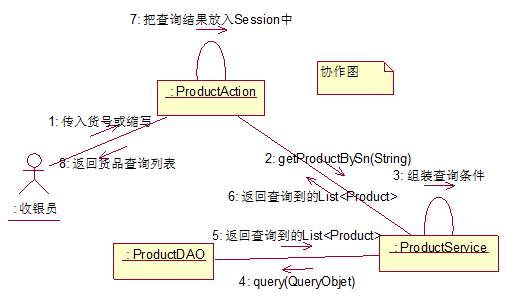 7: 把查询结果放入Session中
协作图
: ProductAction
1: 传入货号或缩写
8: 返回货品查询列表
2: getProductBySn(String)
3: 组装查询条件
6: 返回查询到的List<Product>
: 收银员
5: 返回查询到的List<Product>
: ProductDAO
: ProductService
4: query(QueryObjet)